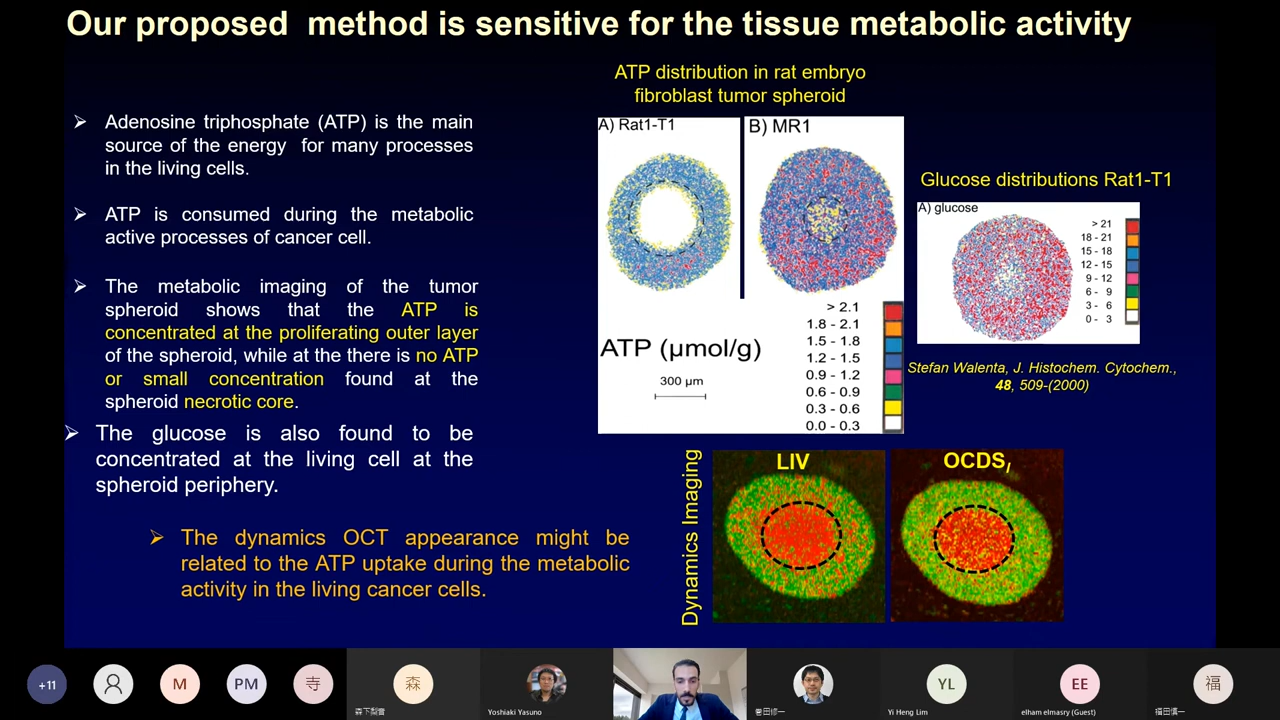 Our proposed method is sensitive for the tissue metabolic activity
Adenosine triphosphate (ATP) is the main
source of the energy for many processes
in the living cells.
ATP is consumed during the metabolic
active processes of cancer cell.
The metabolic imaging of the tumor
spheroid shows that the ATP is
concentrated at the proliferating outer layer
of the spheroid, while at the there is no ATP
or small concentration found at the
spheroid necrotic core.
The glucose is also found to be
concentrated at the living cell at the
spheroid periphery.
The dynamics OCT appearance might be
related to the ATP uptake during the metabolic
activity in the living cancer cells.
ATP distribution in rat embryo
fibroblast tumor spheroid
A) Rat1-T1
B) MR1
> 2.1
1.8 - 2.1
1.5 - 1.8
1.2 - 1.5
0.9 - 1.2
0.6 - 0.9
0.3 - 0.6
0.0 - 0.3
ATP (µmol/g)
300 µm
Glucose distributions Rat1-T1
A) glucose
> 21
18 - 21
15 - 18
12 - 15
9 - 12
6 - 9
3 - 6
0 - 3
Stefan Walenta, J. Histochem. Cytochem.,
48, 509-(2000)
Dynamics Imaging
LIV
OCDSl
+11
M
PM
寺
森
YL
EE
福
森下梨會
Yoshiaki Yasuno
Yi Heng Lim
elham elmasry (Guest)